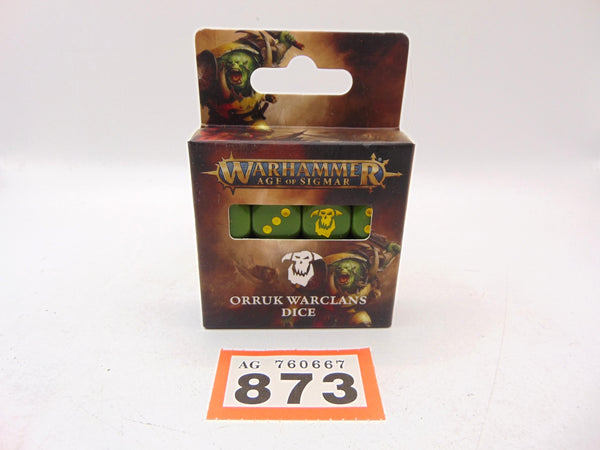 WARHAMMER
AGE OF SIGMAR
ORRUK WARCLANS
DICE
AG 760667
873